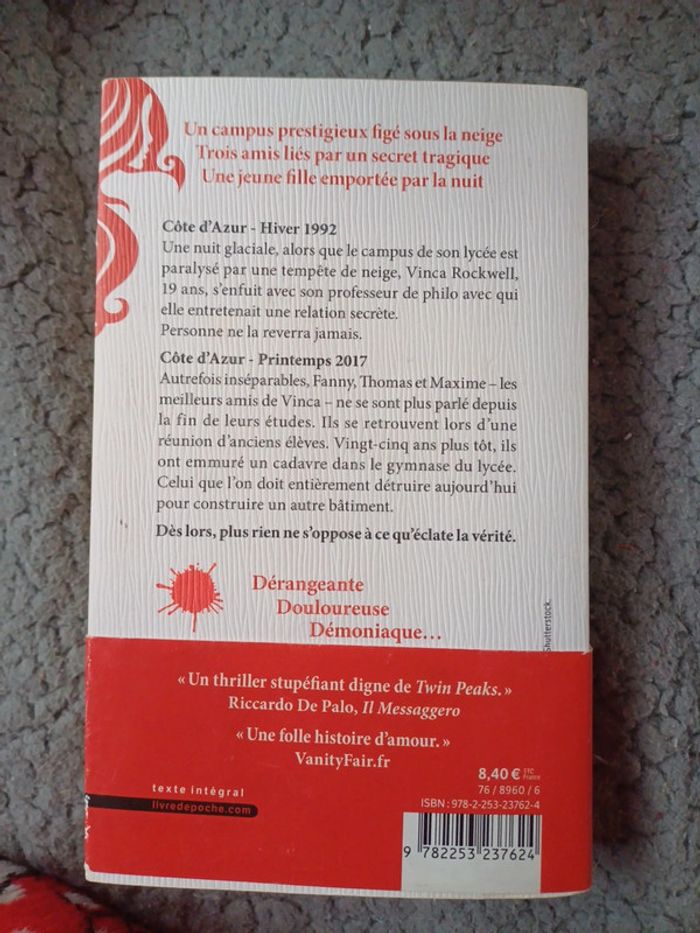 Un campus prestigieux figé sous la neige
Trois amis liés par un secret tragique
Une jeune fille emportée par la nuit
Côte d'Azur - Hiver 1992
Une nuit glaciale, alors que le campus de son lycée est
paralysé par une tempête de neige, Vinca Rockwell,
19 ans, s'enfuit avec son professeur de philo avec qui
elle entretenait une relation secrète.
Personne ne la reverra jamais.
Côte d'Azur - Printemps 2017
Autrefois inséparables, Fanny, Thomas et Maxime – les
meilleurs amis de Vinca – ne se sont plus parlé depuis
la fin de leurs études. Ils se retrouvent lors d'une
réunion d'anciens élèves. Vingt-cinq ans plus tôt, ils
ont emmuré un cadavre dans le gymnase du lycée.
Celui que l'on doit entièrement détruire aujourd'hui
pour construire un autre bâtiment.
Dès lors, plus rien ne s'oppose à ce qu'éclate la vérité.
Dérangeante
Douloureuse
Démoniaque…
Shutterstock.
« Un thriller stupéfiant digne de Twin Peaks. »
Riccardo De Palo, Il Messaggero
« Une folle histoire d'amour. »
VanityFair.fr
8,40 € TTC France
76 / 8960 / 6
ISBN : 978-2-253-23762-4
texte intégral
livredepoche.com
9 782253 237624